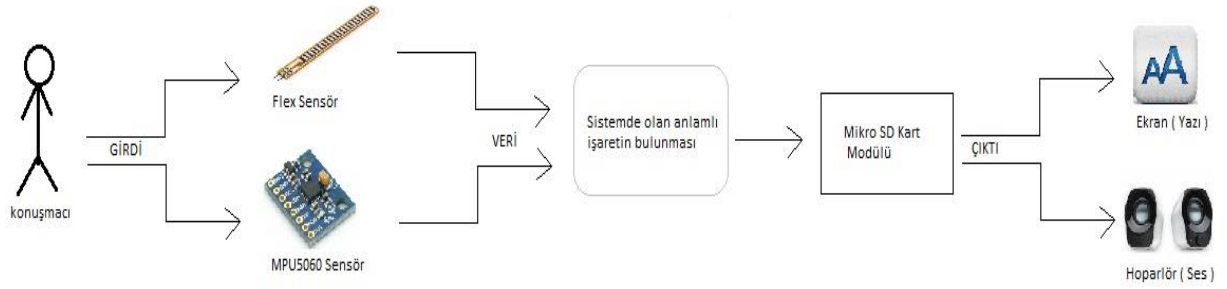 konuşmacı
GİRDİ
Flex Sensör
MPU5060 Sensör
VERİ
Sistemde olan anlamlı
işaretin bulunması
Mikro SD Kart
Modülü
ÇIKTI
AA
Ekran ( Yazı )
Hoparlör ( Ses )